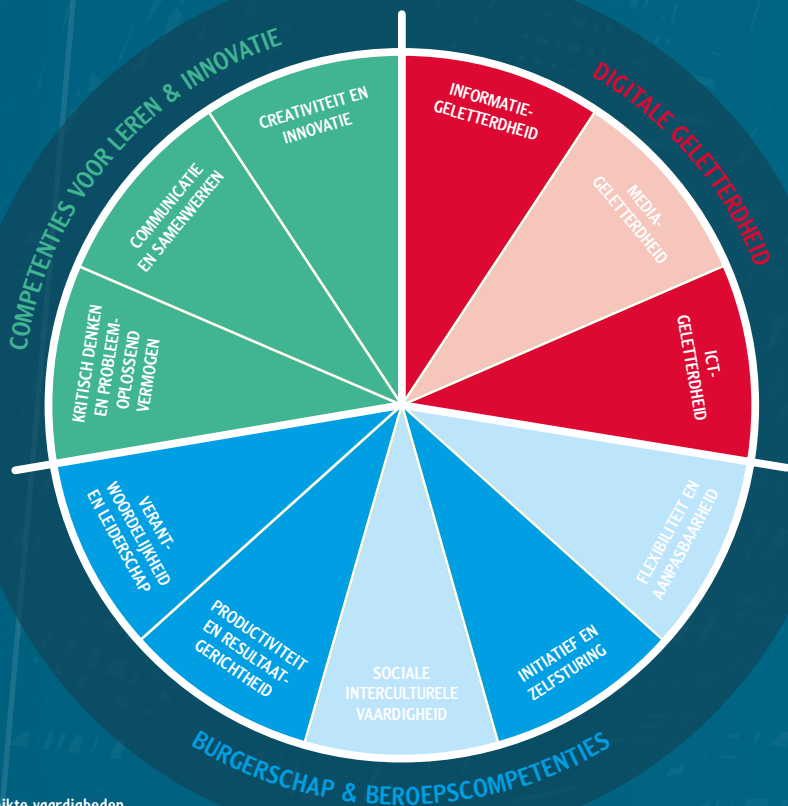 COMPETENTIES VOOR LEREN & INNOVATIE
DIGITALE GELETTERDHEID
CREATIVITEIT EN
INNOVATIE
INFORMATIE-
GELETTERDHEID
COMMUNICATIE
EN SAMENWERKEN
MEDIA-
GELETTERDHEID
KRITISCH DENKEN
EN PROBLEEM-
OPLOSSEND
VERMOGEN
ICT-
GELETTERDHEID
VERANT-
WOORDELIJKHEID
EN LEIDERSCHAP
FLEXIBILITEIT EN
AANPASBAARHEID
PRODUCTIVITEIT
EN RESULTAAT-
GERICHTHEID
SOCIALE
INTERCULTURELE
VAARDIGHEID
INITIATIEF EN
ZELFSTURING
BURGERSCHAP & BEROEPSCOMPETENTIES
vaardigheden